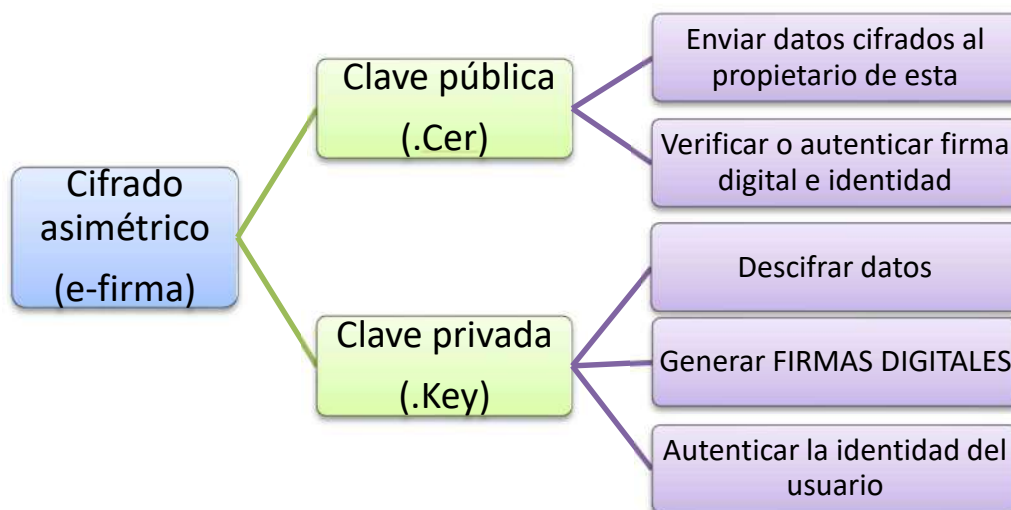 Cifrado
asimétrico
(e-firma)
Clave pública
(.Cer)
Enviar datos cifrados al
propietario de esta
Verificar o autenticar firma
digital e identidad
Clave privada
(.Key)
Descifrar datos
Generar FIRMAS DIGITALES
Autenticar la identidad del
usuario